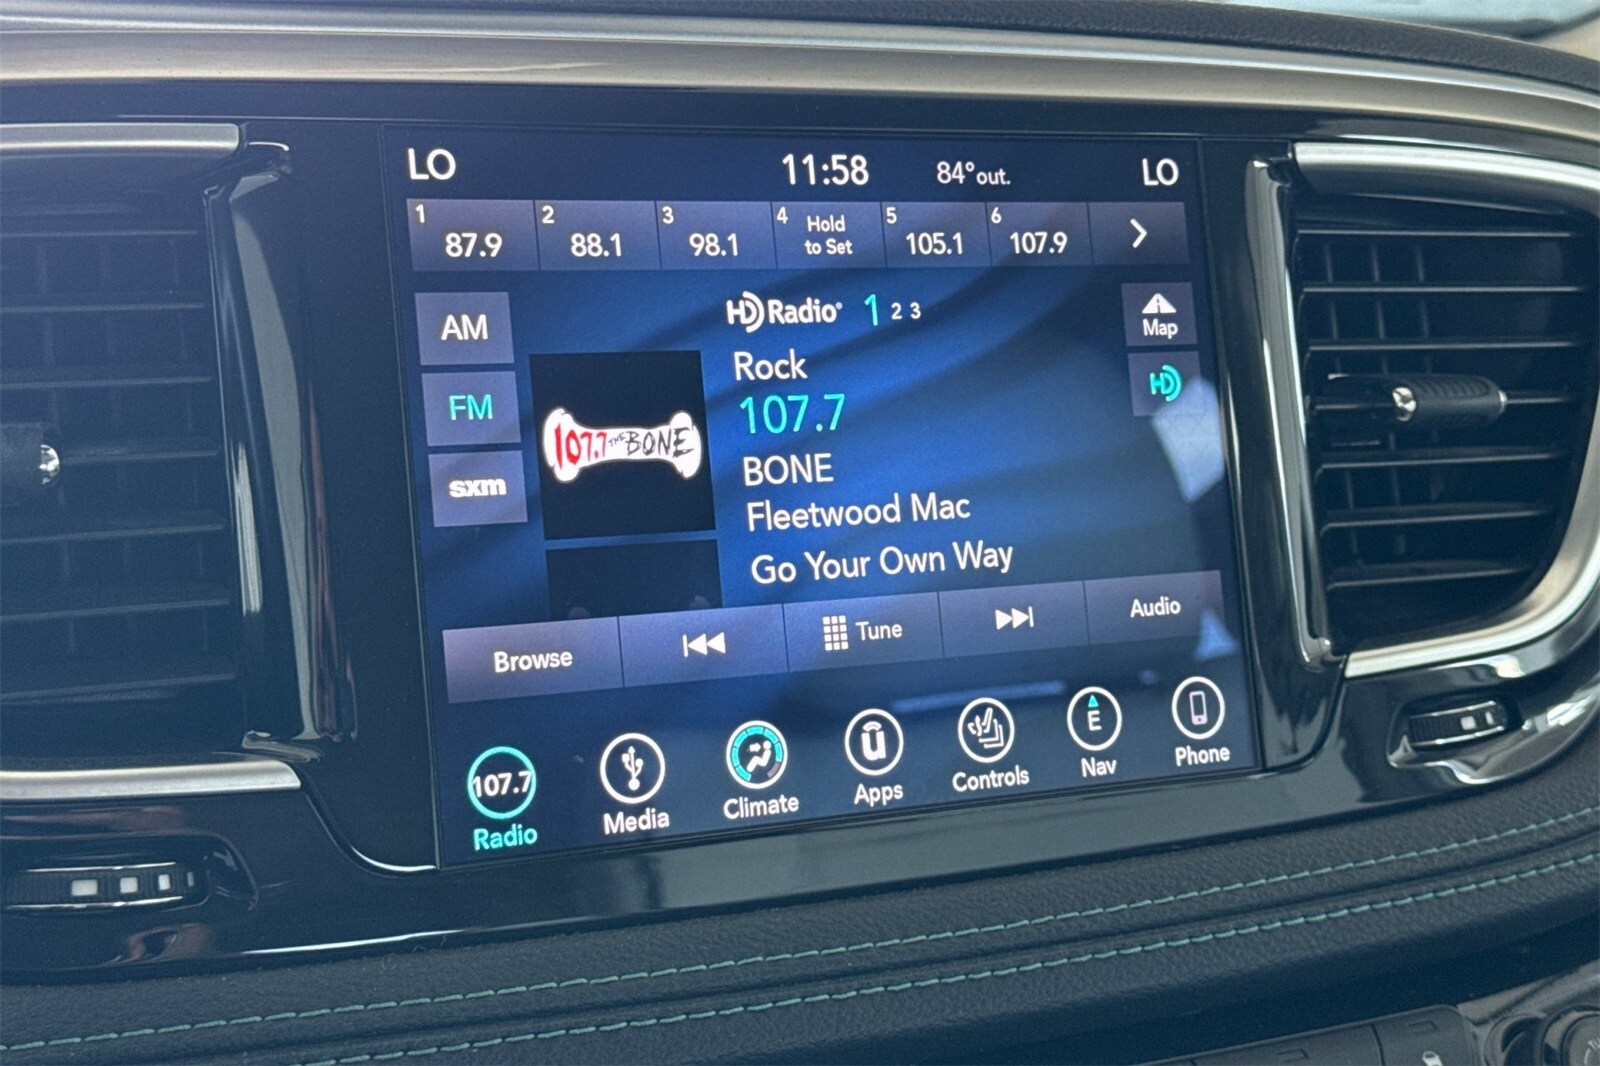 LO 11:58 84° out. LO
1 87.9 2 88.1 3 98.1 4 Hold to Set 5 105.1 6 107.9
AM
FM
sxm
HD Radio® 1 2 3
Map
HD
Rock
107.7
BONE
Fleetwood Mac
Go Your Own Way
107.7 THE BONE
Browse Tune Audio
107.7 E
Radio Media Climate Apps Controls Nav Phone